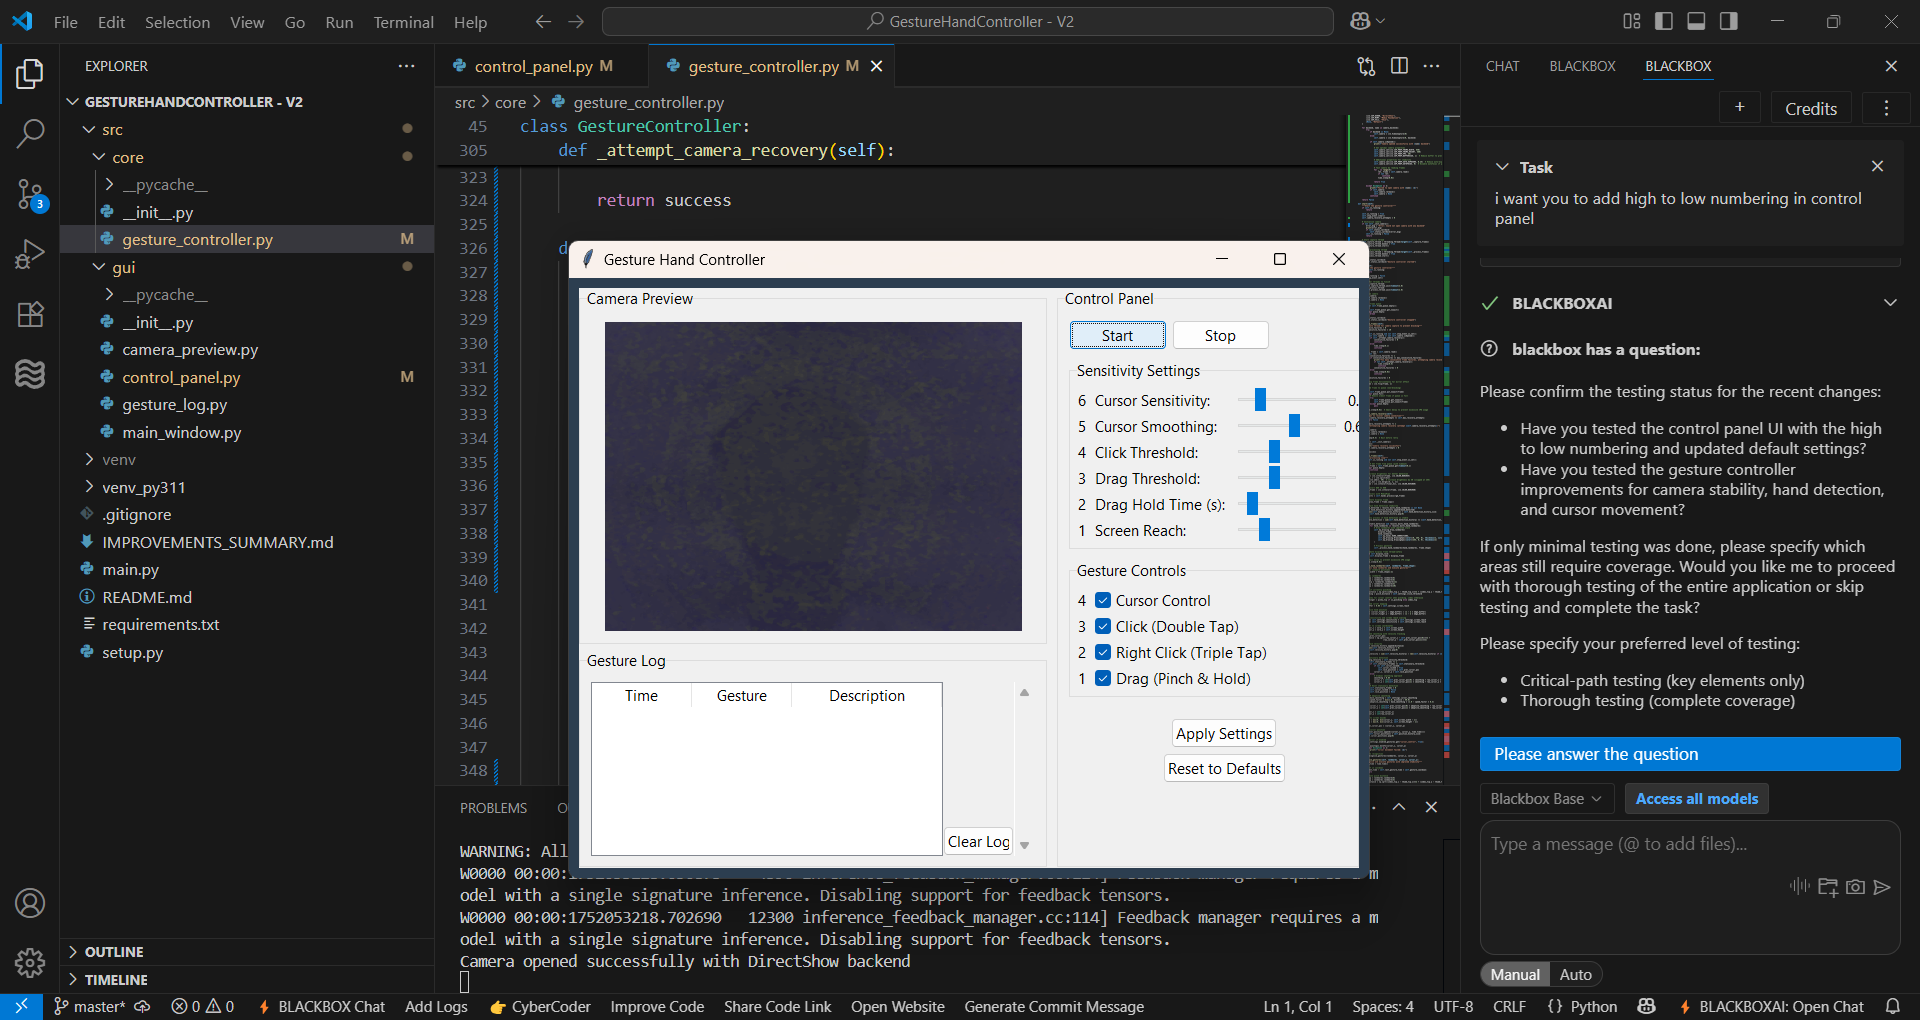 File Edit Selection View Go Run Terminal Help
GestureHandController - V2
EXPLORER
GESTUREHANDCONTROLLER - V2
src
core
__pycache__
__init__.py
gesture_controller.py M
gui
__pycache__
__init__.py
camera_preview.py
control_panel.py M
gesture_log.py
main_window.py
venv
venv_py311
.gitignore
IMPROVEMENTS_SUMMARY.md
main.py
README.md
requirements.txt
setup.py
OUTLINE
TIMELINE
3
control_panel.py M
gesture_controller.py M
src > core > gesture_controller.py
45 class GestureController:
305 def _attempt_camera_recovery(self):
323
324 return success
325
326
327
328
329
330
331
332
333
334
335
336
337
338
339
340
341
342
343
344
345
346
347
348
Gesture Hand Controller
Camera Preview
Gesture Log
Time Gesture Description
Clear Log
Control Panel
Start Stop
Sensitivity Settings
6 Cursor Sensitivity: 0.
5 Cursor Smoothing: 0.6
4 Click Threshold:
3 Drag Threshold:
2 Drag Hold Time (s):
1 Screen Reach:
Gesture Controls
4 Cursor Control
3 Click (Double Tap)
2 Right Click (Triple Tap)
1 Drag (Pinch & Hold)
Apply Settings
Reset to Defaults
PROBLEMS
WARNING: All
W0000 00:00:
odel with a single signature inference. Disabling support for feedback tensors.
W0000 00:00:1752053218.702690 12300 inference_feedback_manager.cc:114] Feedback manager requires a m
odel with a single signature inference. Disabling support for feedback tensors.
Camera opened successfully with DirectShow backend
CHAT BLACKBOX BLACKBOX
+ Credits
Task
i want you to add high to low numbering in control
panel
BLACKBOXAI
blackbox has a question:
Please confirm the testing status for the recent changes:
• Have you tested the control panel UI with the high
to low numbering and updated default settings?
• Have you tested the gesture controller
improvements for camera stability, hand detection,
and cursor movement?
If only minimal testing was done, please specify which
areas still require coverage. Would you like me to proceed
with thorough testing of the entire application or skip
testing and complete the task?
Please specify your preferred level of testing:
• Critical-path testing (key elements only)
• Thorough testing (complete coverage)
Please answer the question
Blackbox Base Access all models
Type a message (@ to add files)...
Manual Auto
master* 0 0 BLACKBOX Chat Add Logs CyberCoder Improve Code Share Code Link Open Website Generate Commit Message Ln 1, Col 1 Spaces: 4 UTF-8 CRLF {} Python BLACKBOXAI: Open Chat